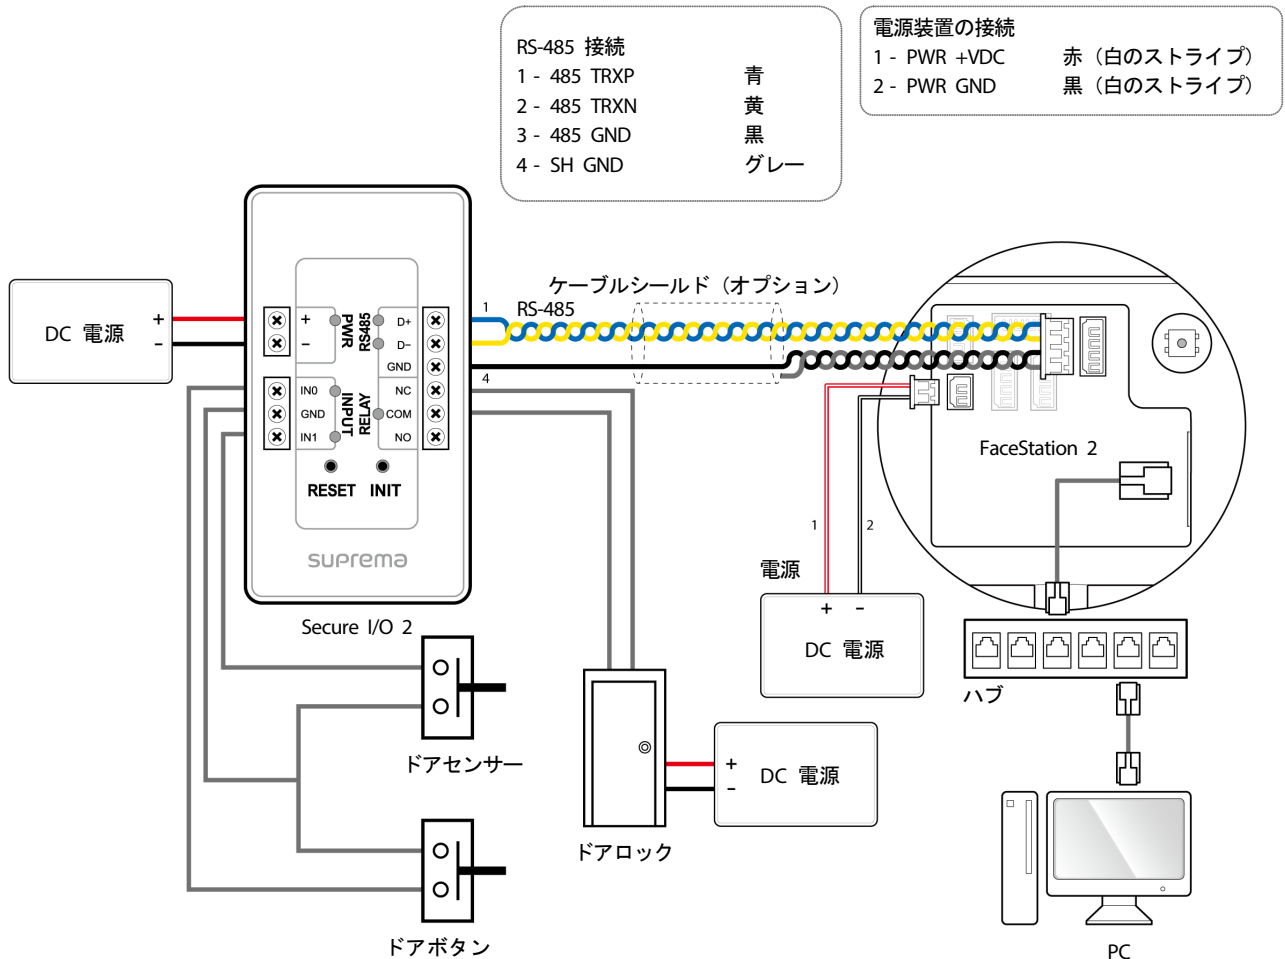 RS-485 接続
1 - 485 TRXP 青
2 - 485 TRXN 黄
3 - 485 GND 黒
4 - SH GND グレー
電源装置の接続
1 - PWR +VDC 赤（白のストライプ）
2 - PWR GND 黒（白のストライプ）
ケーブルシールド（オプション）
1
RS-485
4
DC 電源
+
-
+
-
PWR
RS485
D+
D-
GND
IN0
GND
IN1
INPUT
RELAY
NC
COM
NO
RESET INIT
suprema
Secure I/O 2
FaceStation 2
1
2
電源
+ -
DC 電源
ハブ
ドアセンサー
+
-
DC 電源
ドアロック
ドアボタン
PC